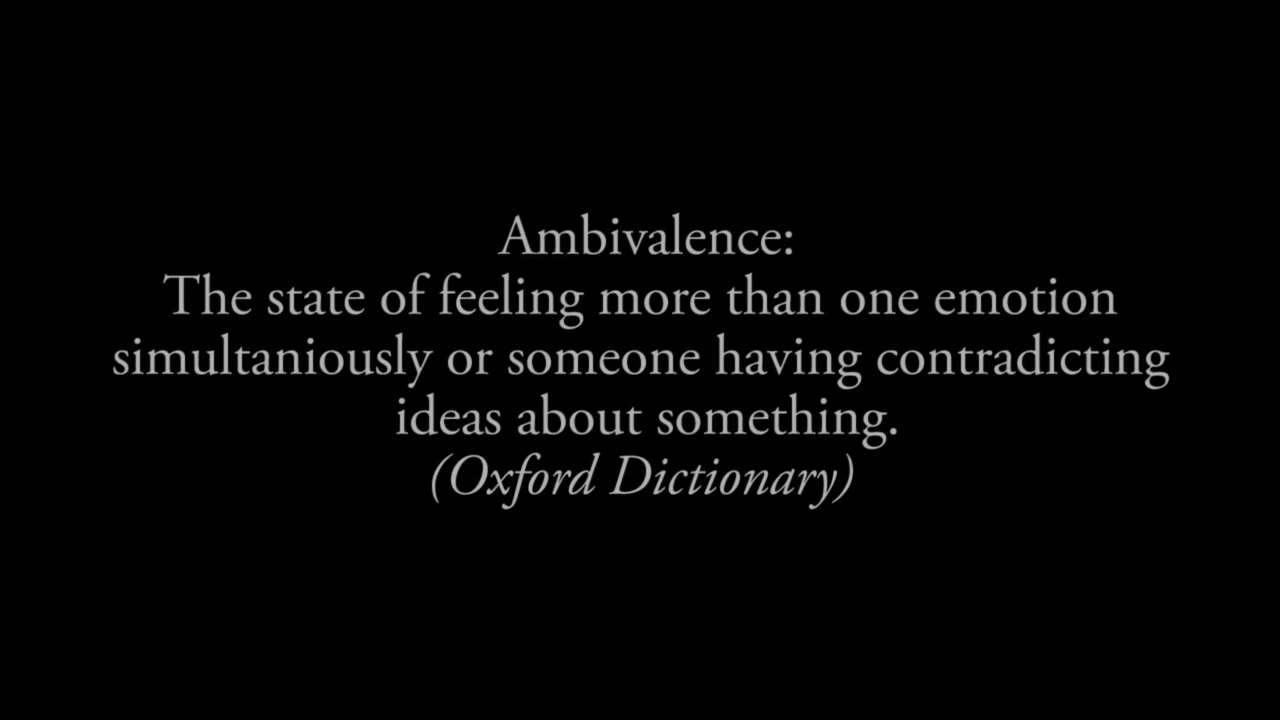 Ambivalence:
The state of feeling more than one emotion
simultaniously or someone having contradicting
ideas about something.
(Oxford Dictionary)